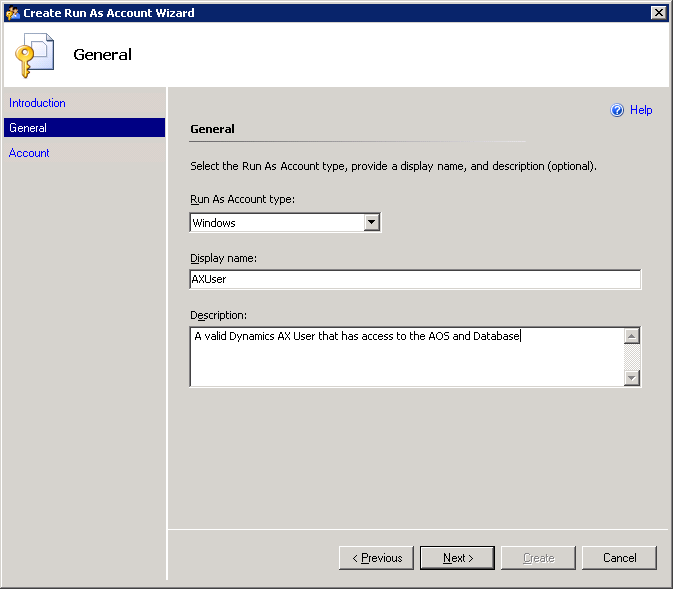 Create Run As Account Wizard
General
Introduction
General
Account
Help
General
Select the Run As Account type, provide a display name, and description (optional).
Run As Account type:
Windows
Display name:
AXUser
Description:
A valid Dynamics AX User that has access to the AOS and Database
< Previous
Next >
Create
Cancel